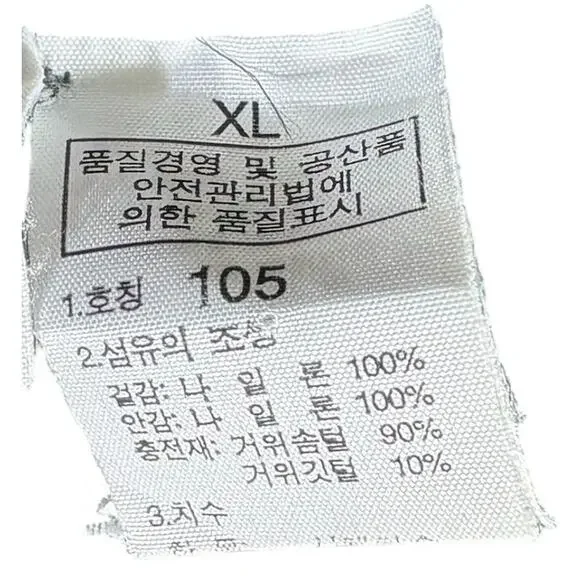 XL
품질경영 및 공산품
안전관리법에
의한 품질표시
1.호칭 105
2.섬유의 조성
겉감: 나 일 론 100%
안감: 나 일 론 100%
충전재: 거위솜털 90%
거위깃털 10%
3.치수